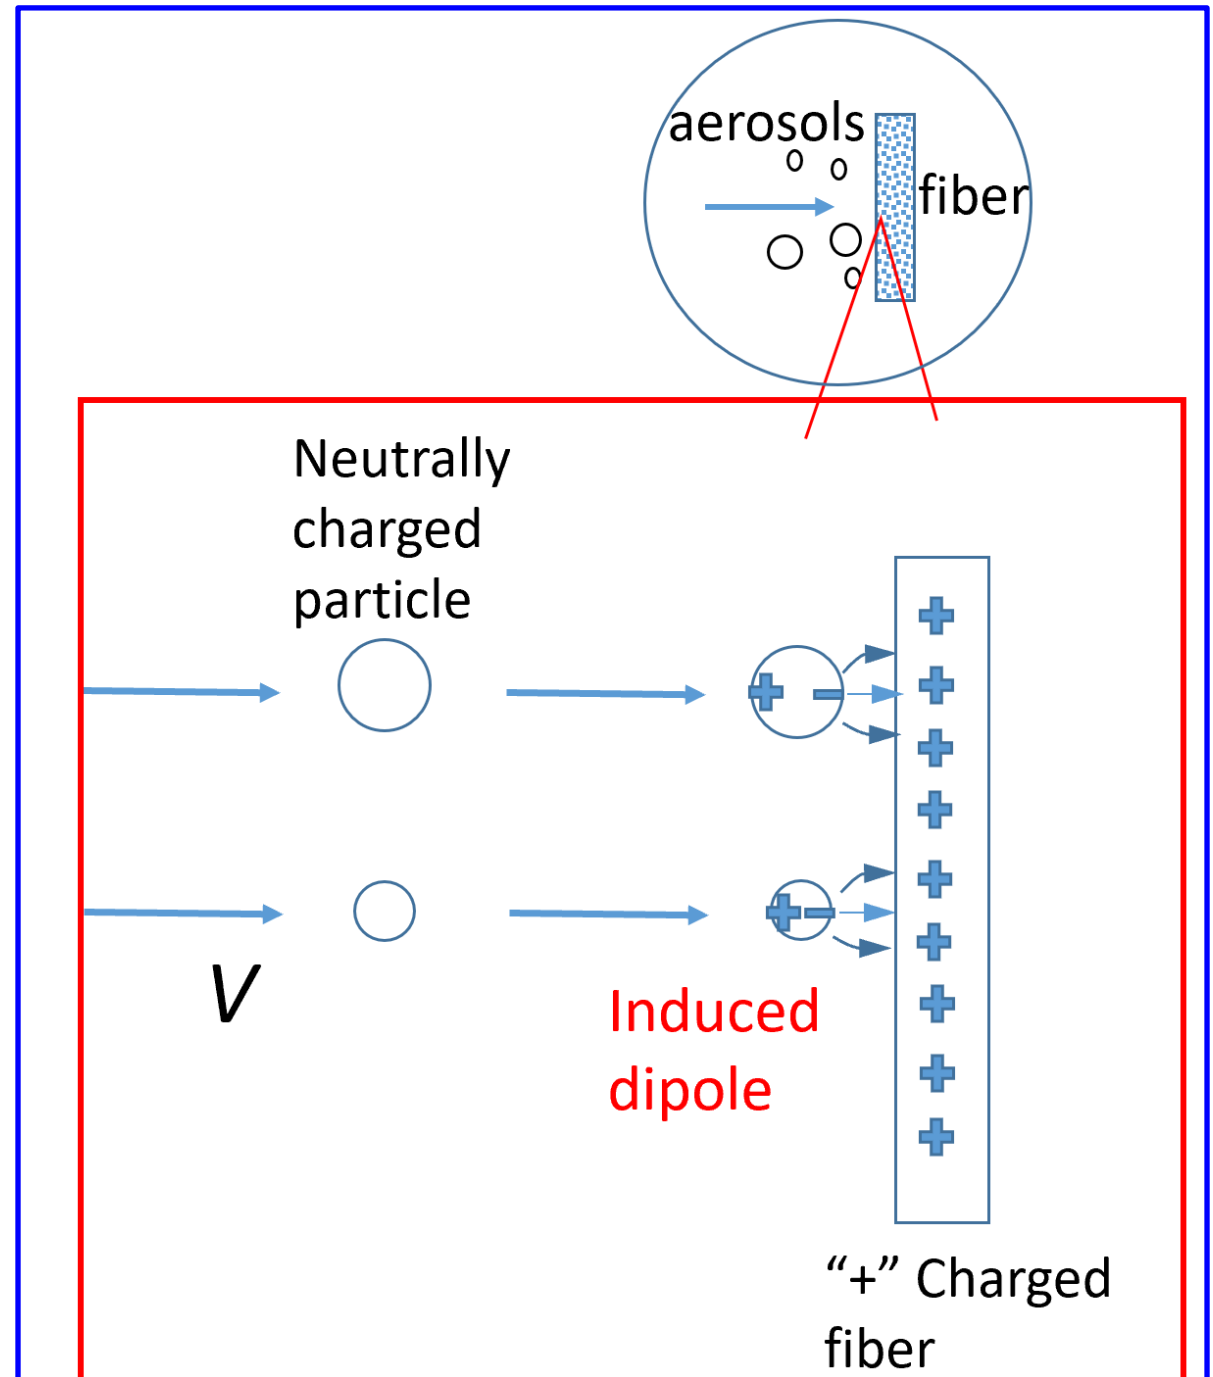 aerosols
fiber
Neutrally
charged
particle
V
Induced
dipole
“+” Charged
fiber